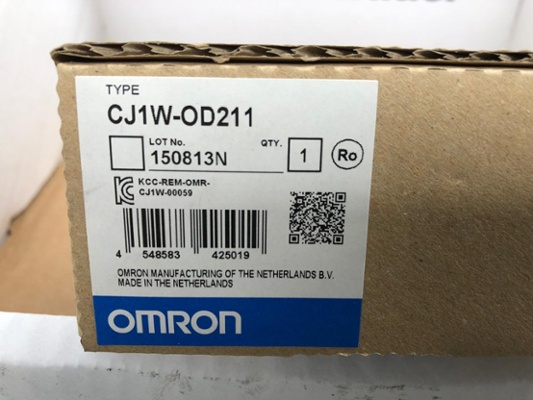 TYPE
CJ1W-OD211
LOT No. QTY.
150813N 1 Ro
KCC-REM-OMR-
CJ1W-00059
4 548583 425019
OMRON MANUFACTURING OF THE NETHERLANDS B.V.
MADE IN THE NETHERLANDS
OMRON